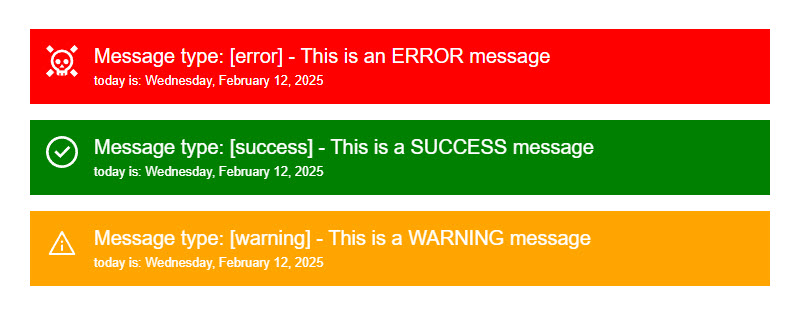 Message type: [error] - This is an ERROR message
today is: Wednesday, February 12, 2025
Message type: [success] - This is a SUCCESS message
today is: Wednesday, February 12, 2025
Message type: [warning] - This is a WARNING message
today is: Wednesday, February 12, 2025